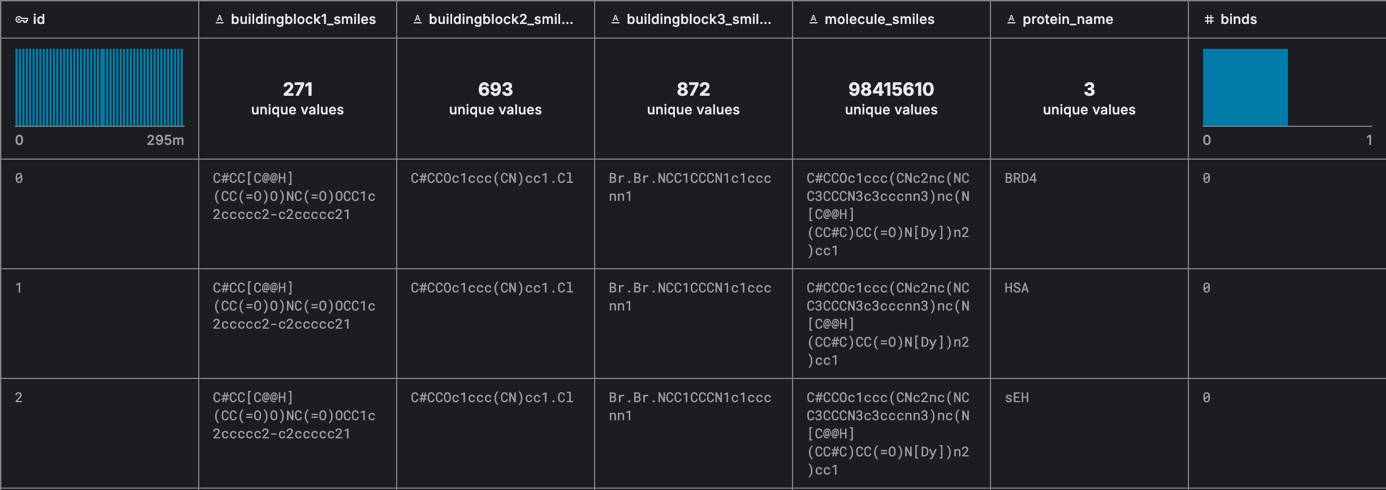 id
buildingblock1_smiles
buildingblock2_smil...
buildingblock3_smil...
molecule_smiles
protein_name
# binds
0
295m
271
unique values
693
unique values
872
unique values
98415610
unique values
3
unique values
0
1
0
C#CC[C@@H]
(CC(=O)O)NC(=O)OCC1c
2ccccc2-c2ccccc21
C#CCOc1ccc(CN)cc1.Cl
Br.Br.NCC1CCCN1c1ccc
nn1
C#CCOc1ccc(CNc2nc(NC
C3CCCN3c3cccnn3)nc(N
[C@@H]
(CC#C)CC(=O)N[Dy])n2
)cc1
BRD4
0
1
C#CC[C@@H]
(CC(=O)O)NC(=O)OCC1c
2ccccc2-c2ccccc21
C#CCOc1ccc(CN)cc1.Cl
Br.Br.NCC1CCCN1c1ccc
nn1
C#CCOc1ccc(CNc2nc(NC
C3CCCN3c3cccnn3)nc(N
[C@@H]
(CC#C)CC(=O)N[Dy])n2
)cc1
HSA
0
2
C#CC[C@@H]
(CC(=O)O)NC(=O)OCC1c
2ccccc2-c2ccccc21
C#CCOc1ccc(CN)cc1.Cl
Br.Br.NCC1CCCN1c1ccc
nn1
C#CCOc1ccc(CNc2nc(NC
C3CCCN3c3cccnn3)nc(N
[C@@H]
(CC#C)CC(=O)N[Dy])n2
)cc1
sEH
0